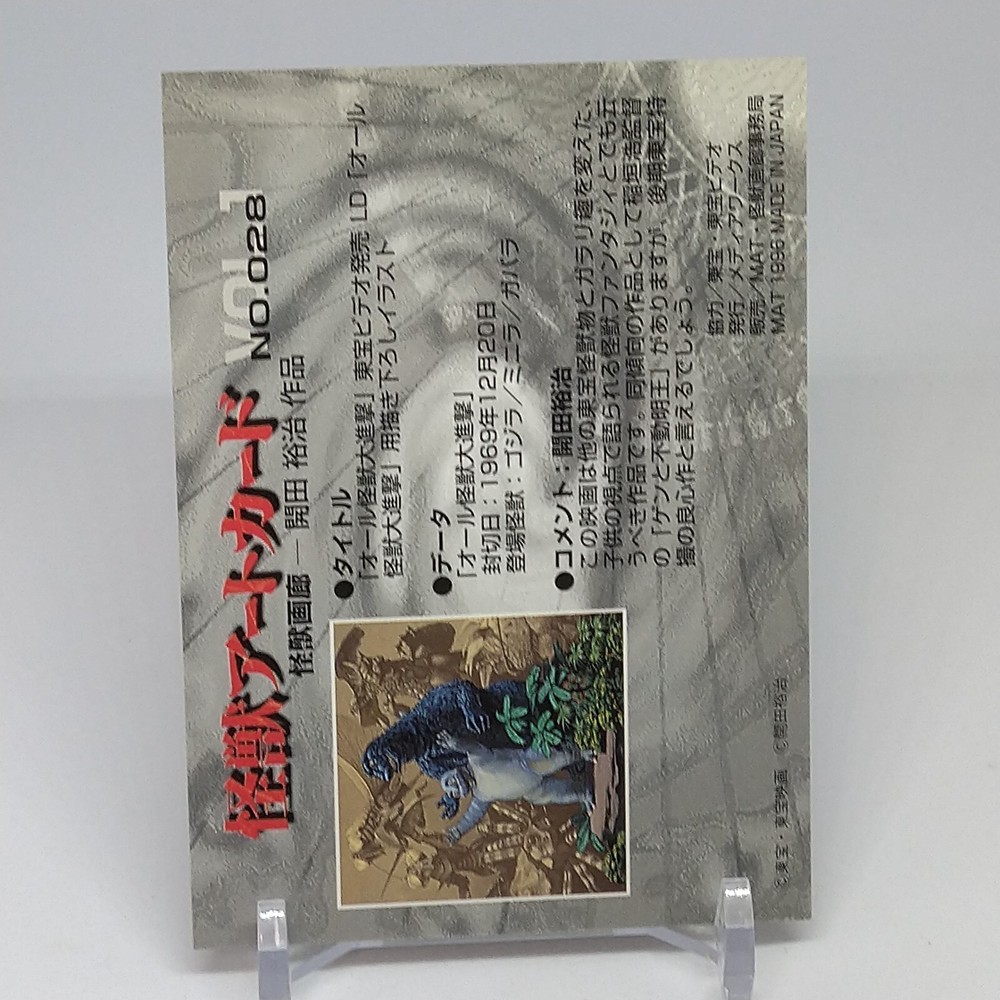 怪獣アートカード
VOL.1
NO.028
怪獣画廊 ─ 開田 裕治 作品
●タイトル
「オール怪獣大進撃」東宝ビデオ発売 LD「オール
怪獣大進撃」用描き下ろしイラスト
●データ
「オール怪獣大進撃」
封切日：1969年12月20日
登場怪獣：ゴジラ／ミニラ／ガバラ
●コメント：開田裕治
この映画は他の東宝怪獣物とガラリ趣を変えた、
子供の視点で語られる怪獣ファンタジィとでも云
うべき作品です。同傾向の作品として稲垣浩監督
の「ゲンと不動明王」がありますが、後期東宝特
撮の良心作と言えるでしょう。
協力／東宝・東宝ビデオ
発行／メディアワークス
販売／MAT・怪獣画廊事務局
MAT 1996 MADE IN JAPAN
©東宝・東宝映画 ©開田裕治